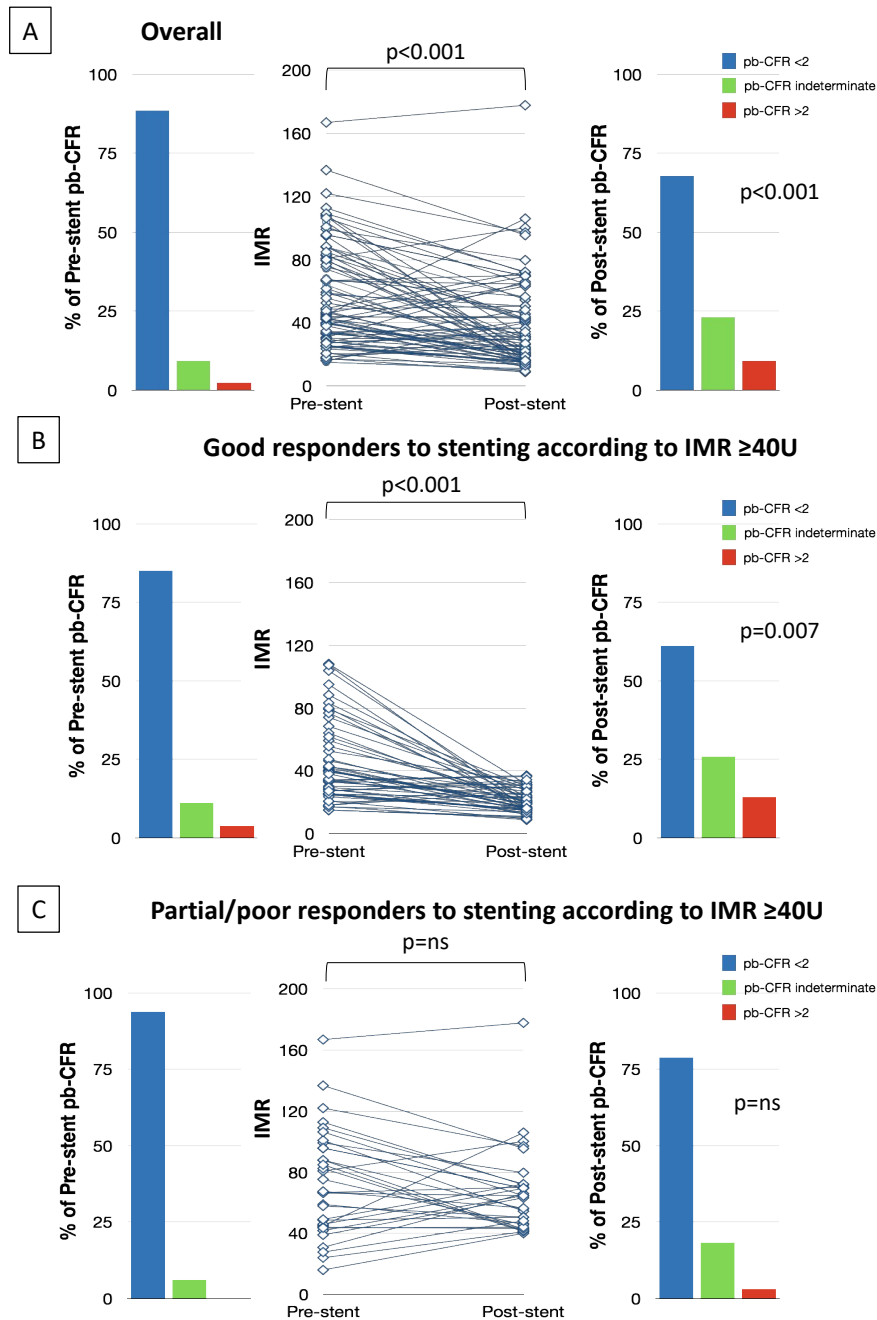 A
Overall
p<0.001
% of Pre-stent pb-CFR
100
75
50
25
0
IMR
200
160
120
80
40
0
Pre-stent
Post-stent
% of Post-stent pb-CFR
100
75
50
25
0
pb-CFR <2
pb-CFR indeterminate
pb-CFR >2
p<0.001
B
Good responders to stenting according to IMR ≥40U
p<0.001
% of Pre-stent pb-CFR
100
75
50
25
0
IMR
200
160
120
80
40
0
Pre-stent
Post-stent
% of Post-stent pb-CFR
100
75
50
25
0
pb-CFR <2
pb-CFR indeterminate
pb-CFR >2
p=0.007
C
Partial/poor responders to stenting according to IMR ≥40U
p=ns
% of Pre-stent pb-CFR
100
75
50
25
0
IMR
200
160
120
80
40
0
Pre-stent
Post-stent
% of Post-stent pb-CFR
100
75
50
25
0
pb-CFR <2
pb-CFR indeterminate
pb-CFR >2
p=ns